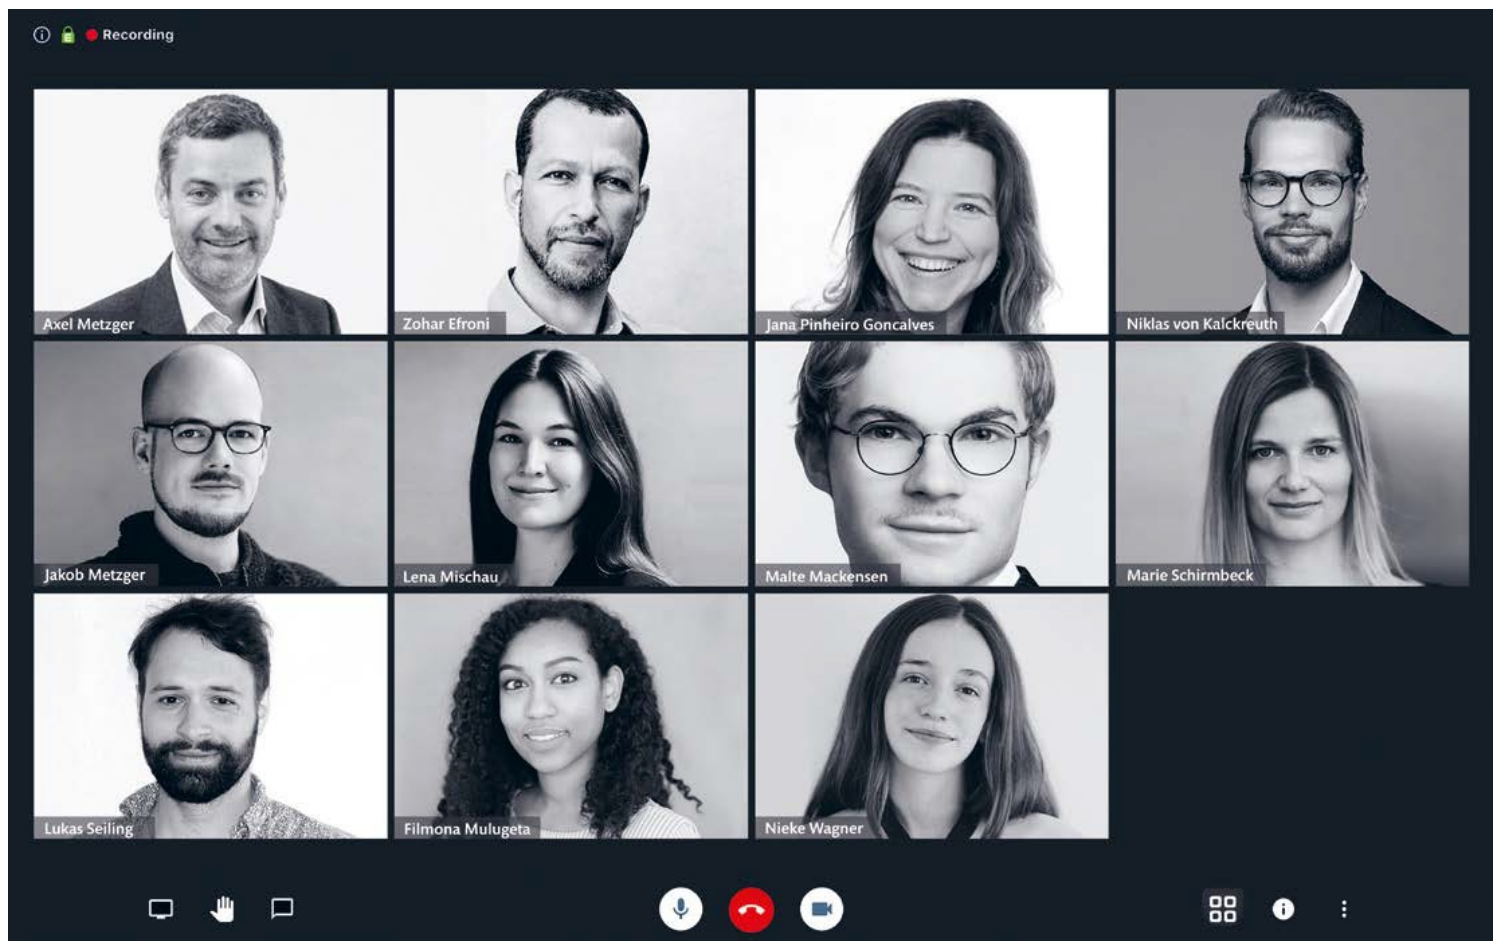 Recording
Axel Metzger
Zohar Efroni
Jana Pinheiro Goncalves
Niklas von Kalckreuth
Jakob Metzger
Lena Mischau
Malte Mackensen
Marie Schirmbeck
Lukas Seiling
Filmona Mulugeta
Nieke Wagner